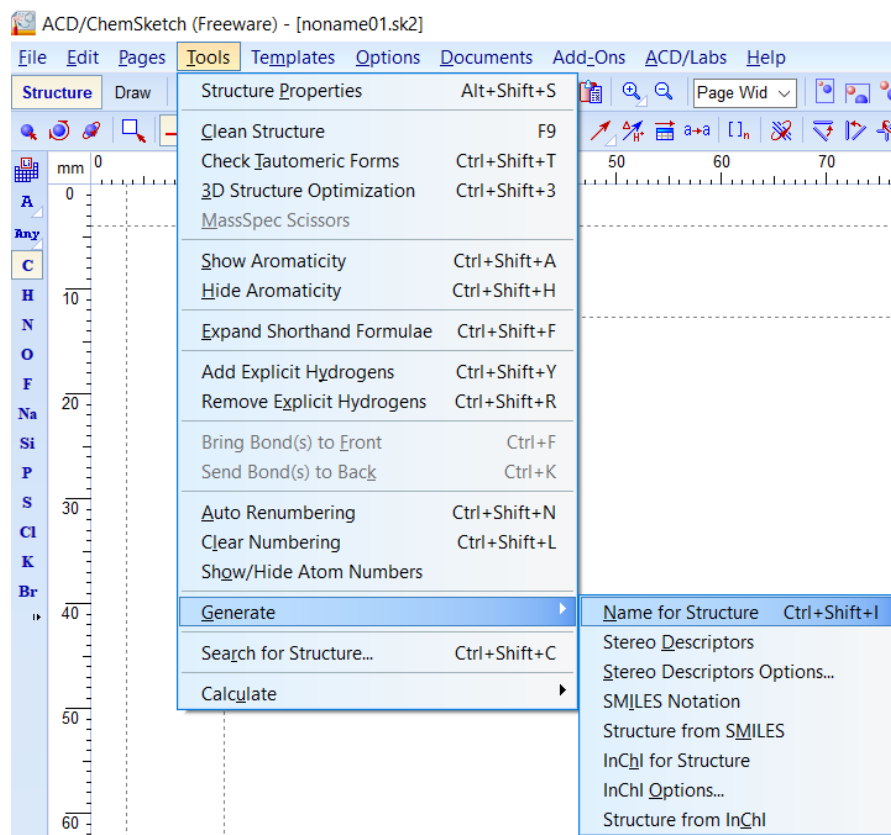 ACD/ChemSketch (Freeware) - [noname01.sk2]
File Edit Pages Tools Templates Options Documents Add-Ons ACD/Labs Help
Structure Draw Page Wid
a→a []n
mm 0 50 60 70
0
A
Any
C
H
10
N
O
F
Na
20
Si
P
S
30
Cl
K
Br
40
50
60
Structure Properties Alt+Shift+S
Clean Structure F9
Check Tautomeric Forms Ctrl+Shift+T
3D Structure Optimization Ctrl+Shift+3
MassSpec Scissors
Show Aromaticity Ctrl+Shift+A
Hide Aromaticity Ctrl+Shift+H
Expand Shorthand Formulae Ctrl+Shift+F
Add Explicit Hydrogens Ctrl+Shift+Y
Remove Explicit Hydrogens Ctrl+Shift+R
Bring Bond(s) to Front Ctrl+F
Send Bond(s) to Back Ctrl+K
Auto Renumbering Ctrl+Shift+N
Clear Numbering Ctrl+Shift+L
Show/Hide Atom Numbers
Generate
Search for Structure... Ctrl+Shift+C
Calculate
Name for Structure Ctrl+Shift+I
Stereo Descriptors
Stereo Descriptors Options...
SMILES Notation
Structure from SMILES
InChI for Structure
InChI Options...
Structure from InChI